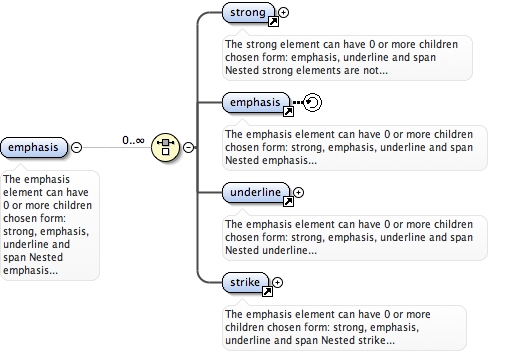 strong
The strong element can have 0 or more children
chosen form: emphasis, underline and span
Nested strong elements are not...
emphasis
The emphasis element can have 0 or more children
chosen form: strong, emphasis, underline and span
Nested emphasis...
0..∞
emphasis
The emphasis
element can have
0 or more children
chosen form:
strong, emphasis,
underline and
span Nested
emphasis...
underline
The emphasis element can have 0 or more children
chosen form: strong, emphasis, underline and span
Nested underline...
strike
The emphasis element can have 0 or more
children chosen form: strong, emphasis,
underline and span Nested strike...